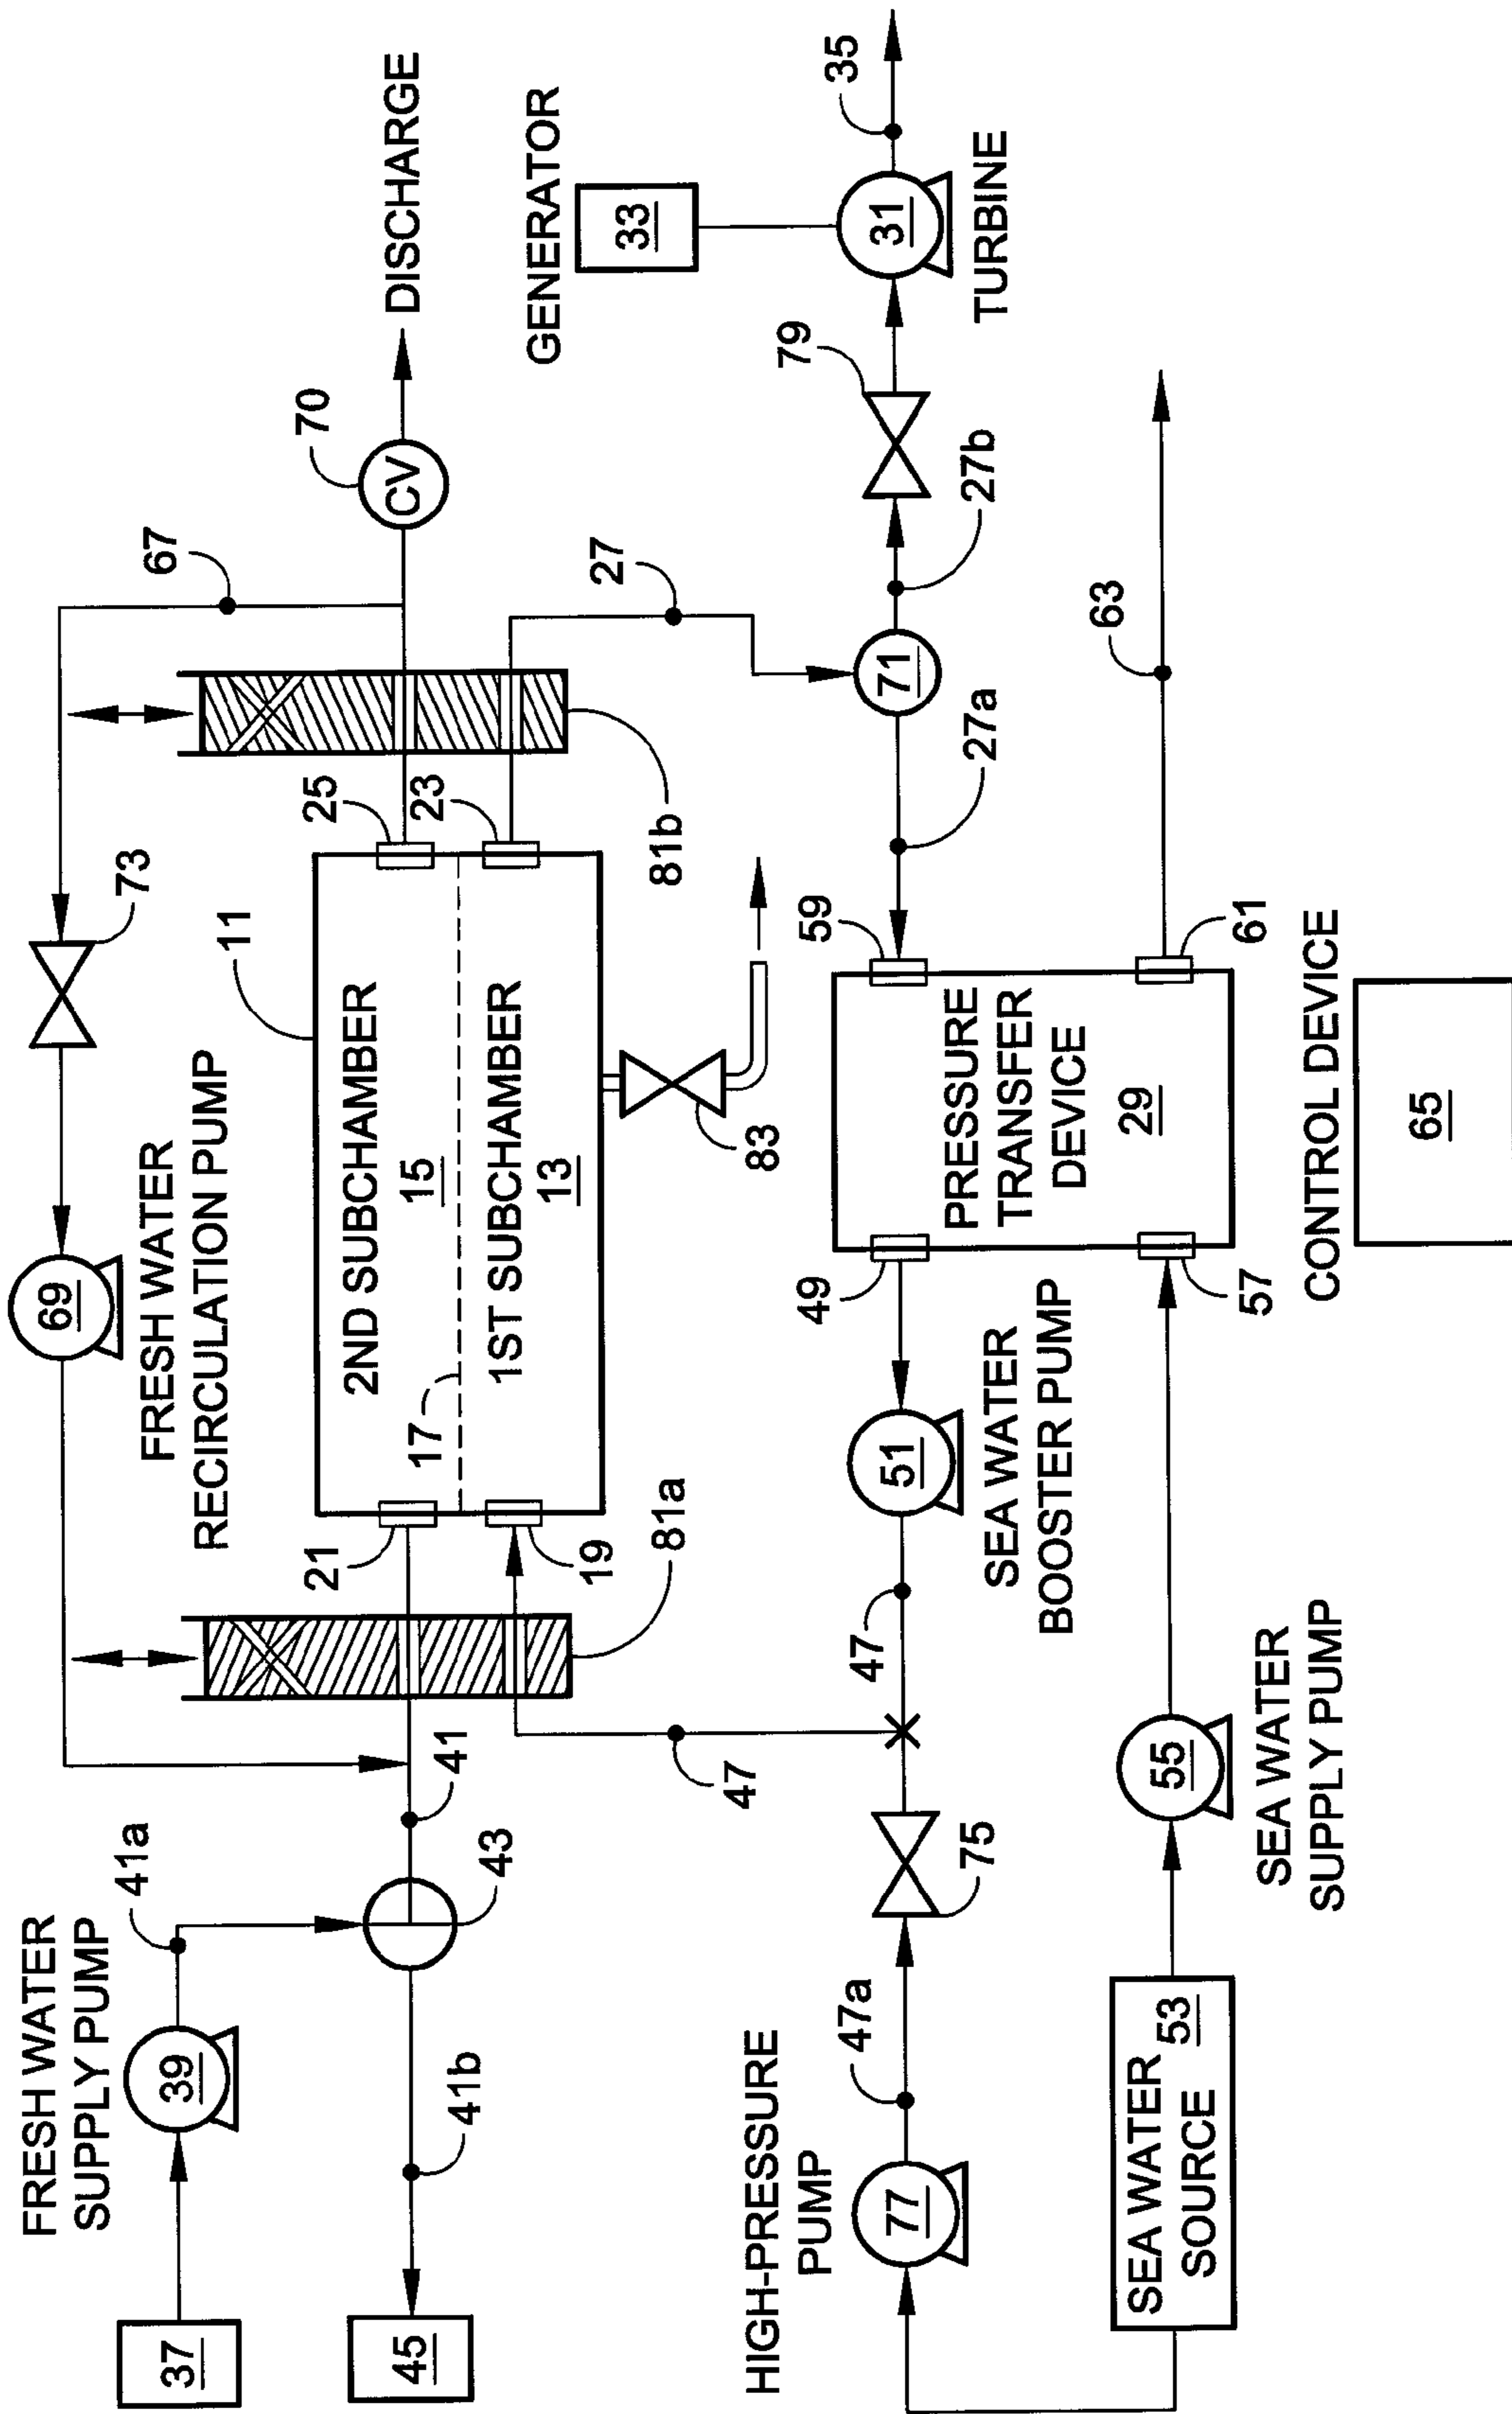 FRESH WATER
SUPPLY PUMP
37
39
41a
43
41
41b
45
FRESH WATER
RECIRCULATION PUMP
69
73
67
70
CV
DISCHARGE
11
2ND SUBCHAMBER
15
17
1ST SUBCHAMBER
13
21
19
25
23
81a
81b
83
27
GENERATOR
33
35
31
TURBINE
79
27b
71
27a
HIGH-PRESSURE
PUMP
77
47a
75
47
47
51
SEA WATER
BOOSTER PUMP
49
59
PRESSURE
TRANSFER
DEVICE
29
57
61
63
SEA WATER
SOURCE
53
55
SEA WATER
SUPPLY PUMP
CONTROL DEVICE
65